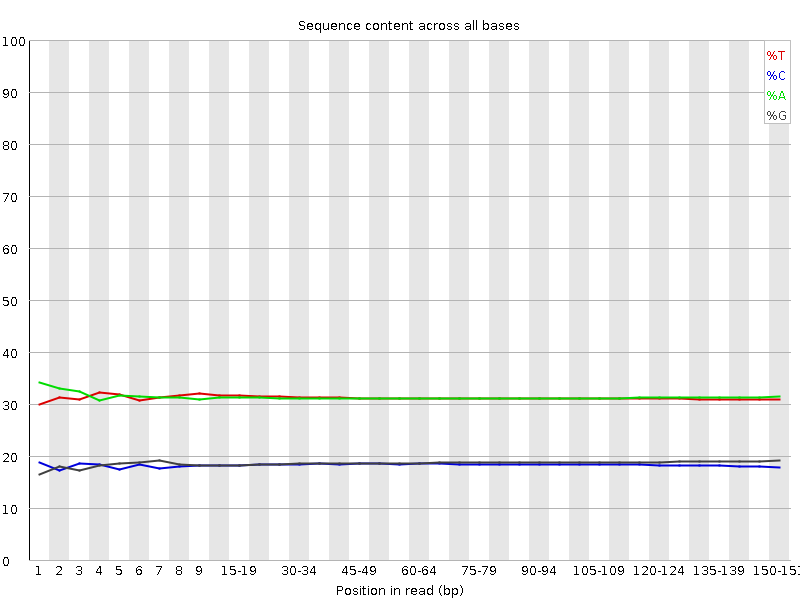 Sequence content across all bases
100
90
80
70
60
50
40
30
20
10
0
%T
%C
%A
%G
1 2 3 4 5 6 7 8 9 15-19 30-34 45-49 60-64 75-79 90-94 105-109 120-124 135-139 150-151
Position in read (bp)